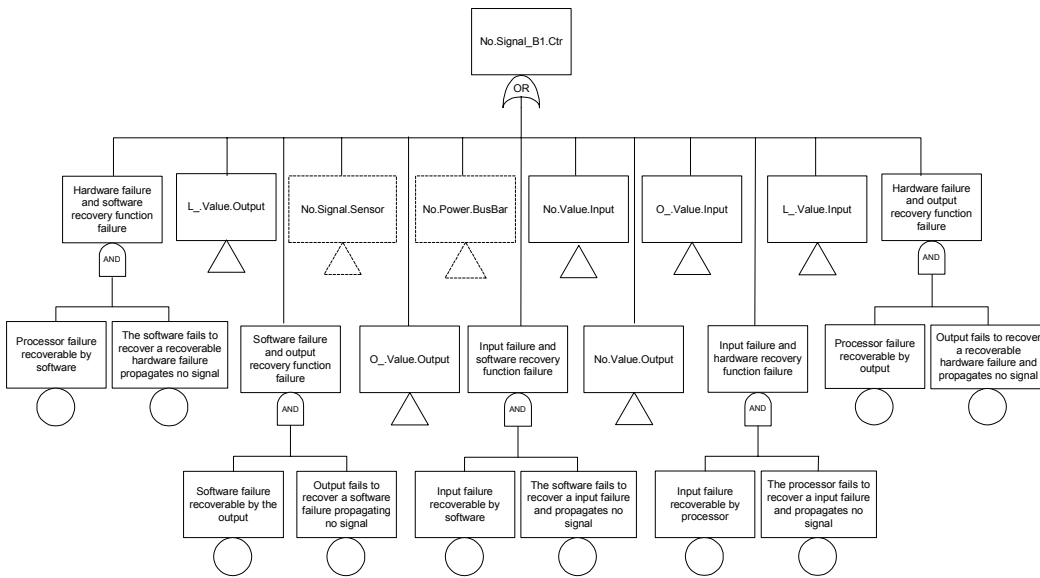 No.Signal_B1.Ctr
OR
Hardware failure
and software
recovery function
failure
L_.Value.Output
No.Signal.Sensor
No.Power.BusBar
No.Value.Input
O_.Value.Input
L_.Value.Input
Hardware failure
and output
recovery function
failure
AND
AND
Processor failure
recoverable by
software
The software fails to
recover a recoverable
hardware failure
propagates no signal
Software failure
and output
recovery function
failure
O_.Value.Output
Input failure and
software recovery
function failure
No.Value.Output
Input failure and
hardware recovery
function failure
Processor failure
recoverable by
output
Output fails to recover
a recoverable
hardware failure and
propagates no signal
AND
AND
AND
Software failure
recoverable by the
output
Output fails to
recover a software
failure propagating
no signal
Input failure
recoverable by
software
The software fails to
recover a input failure
and propagates no
signal
Input failure
recoverable by
processor
The processor fails to
recover a input failure
and propagates no
signal